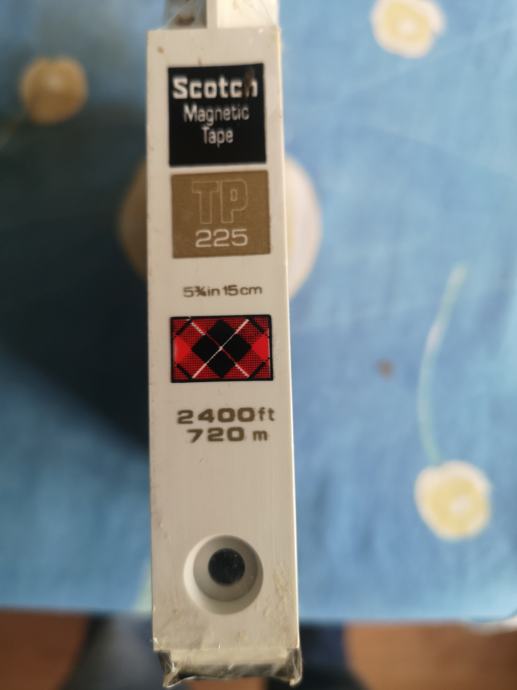 Scotch
Magnetic
Tape
TP
225
5¾in 15cm
2400ft
720 m